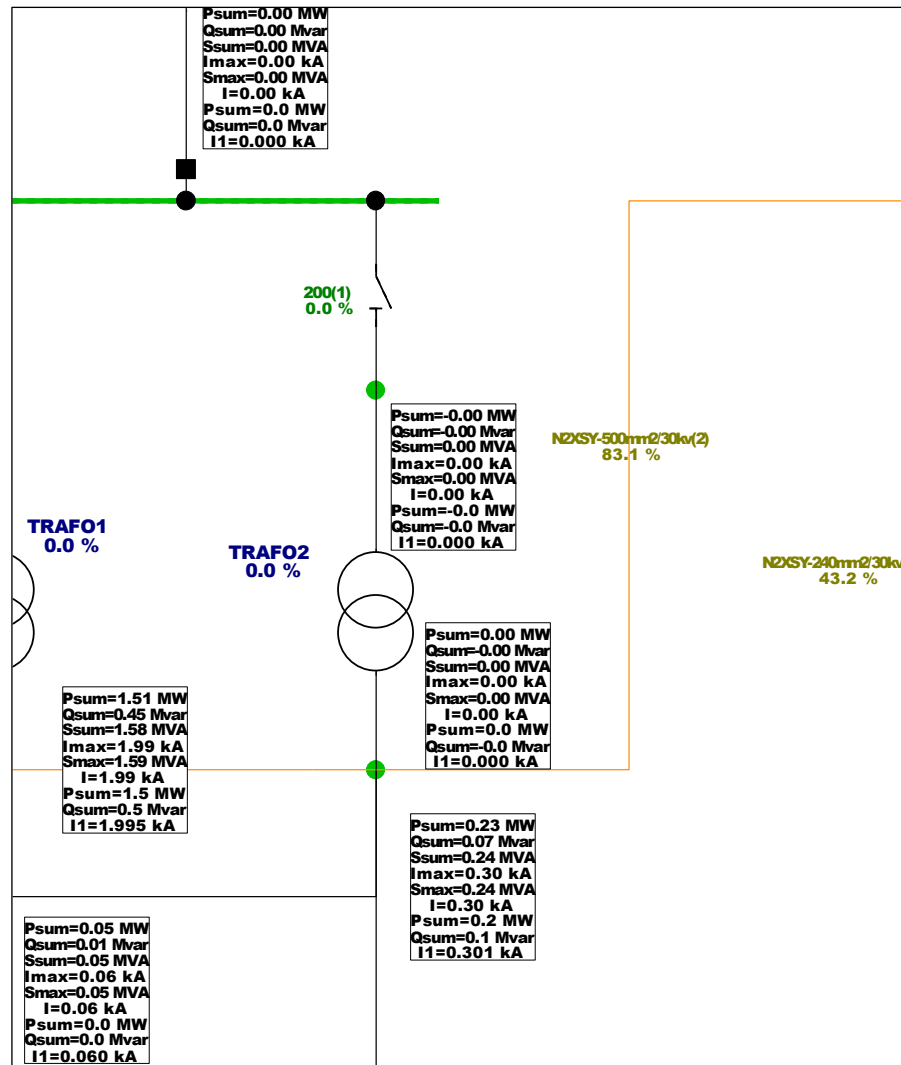 Psum=0.00 MW
Qsum=0.00 Mvar
Ssum=0.00 MVA
Imax=0.00 kA
Smax=0.00 MVA
I=0.00 kA
Psum=0.0 MW
Qsum=0.0 Mvar
I1=0.000 kA
200(1)
0.0 %
Psum=-0.00 MW
Qsum=-0.00 Mvar
Ssum=0.00 MVA
Imax=0.00 kA
Smax=0.00 MVA
I=0.00 kA
Psum=-0.0 MW
Qsum=-0.0 Mvar
I1=0.000 kA
N2XSY-500mm2/30kv(2)
83.1 %
TRAFO1
0.0 %
TRAFO2
0.0 %
N2XSY-240mm2/30kv
43.2 %
Psum=0.00 MW
Qsum=-0.00 Mvar
Ssum=0.00 MVA
Imax=0.00 kA
Smax=0.00 MVA
I=0.00 kA
Psum=0.0 MW
Qsum=-0.0 Mvar
I1=0.000 kA
Psum=1.51 MW
Qsum=0.45 Mvar
Ssum=1.58 MVA
Imax=1.99 kA
Smax=1.59 MVA
I=1.99 kA
Psum=1.5 MW
Qsum=0.5 Mvar
I1=1.995 kA
Psum=0.23 MW
Qsum=0.07 Mvar
Ssum=0.24 MVA
Imax=0.30 kA
Smax=0.24 MVA
I=0.30 kA
Psum=0.2 MW
Qsum=0.1 Mvar
I1=0.301 kA
Psum=0.05 MW
Qsum=0.01 Mvar
Ssum=0.05 MVA
Imax=0.06 kA
Smax=0.05 MVA
I=0.06 kA
Psum=0.0 MW
Qsum=0.0 Mvar
I1=0.060 kA